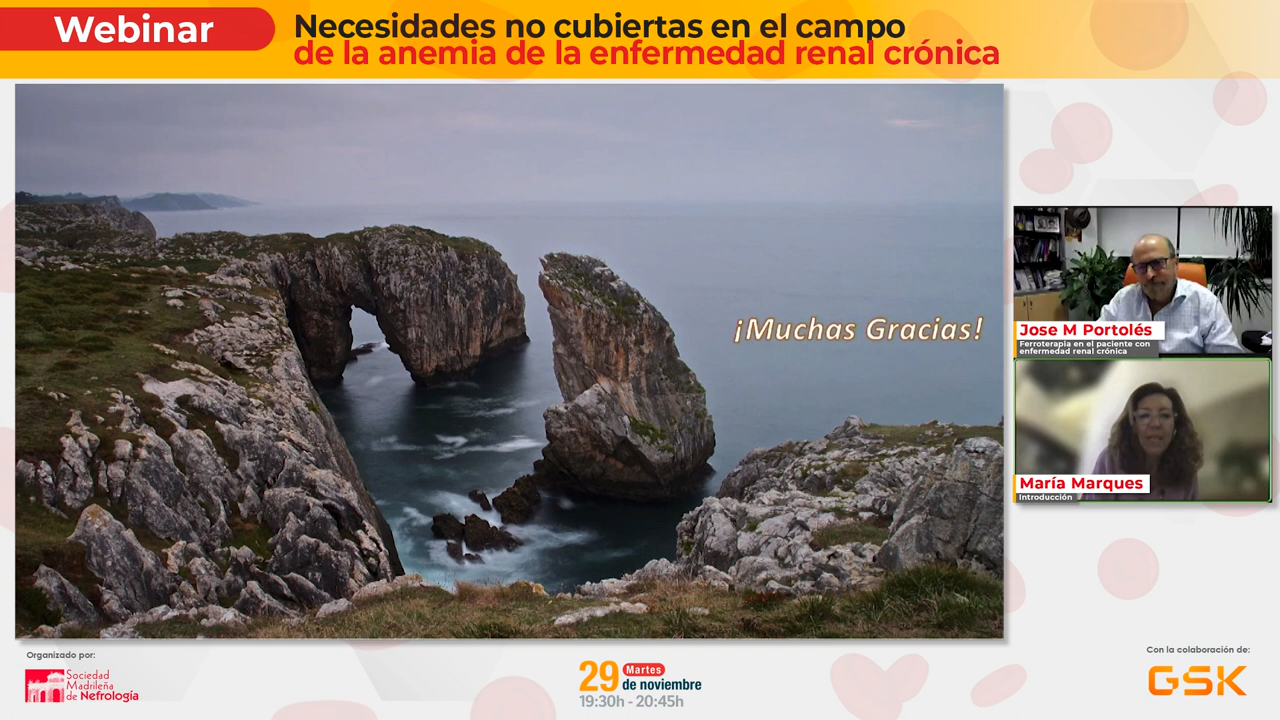 Webinar
Necesidades no cubiertas en el campo
de la anemia de la enfermedad renal crónica
¡Muchas Gracias!
Jose M Portolés
Ferroterapia en el paciente con
enfermedad renal crónica
María Marques
Introducción
Organizado por:
Sociedad
Madrileña
de Nefrología
29 Martes
de noviembre
19:30h - 20:45h
Con la colaboración de:
GSK